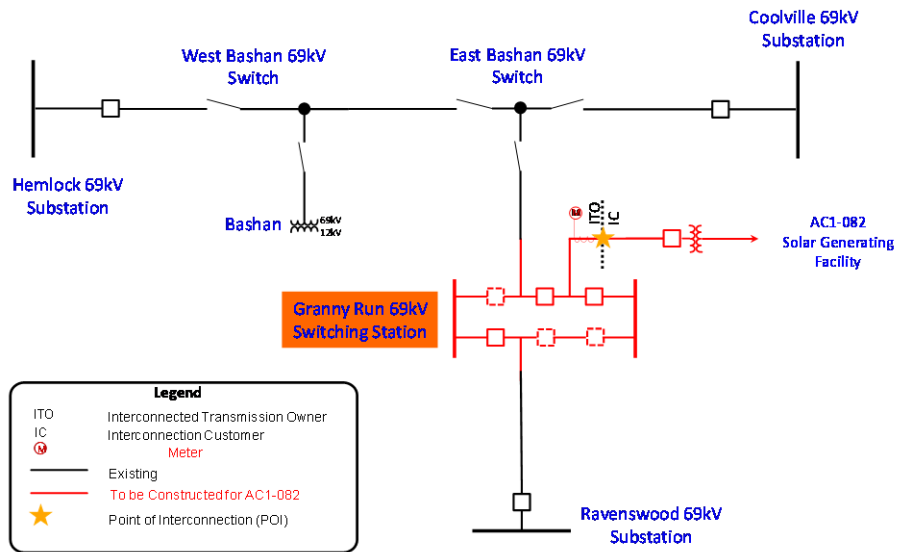 Coolville 69kV
Substation
West Bashan 69kV
Switch
East Bashan 69kV
Switch
Hemlock 69kV
Substation
Bashan
69kV
12kV
M
ITO
IC
AC1-082
Solar Generating
Facility
Granny Run 69kV
Switching Station
Legend
ITO Interconnected Transmission Owner
IC Interconnection Customer
M Meter
Existing
To be Constructed for AC1-082
Point of Interconnection (POI)
Ravenswood 69kV
Substation